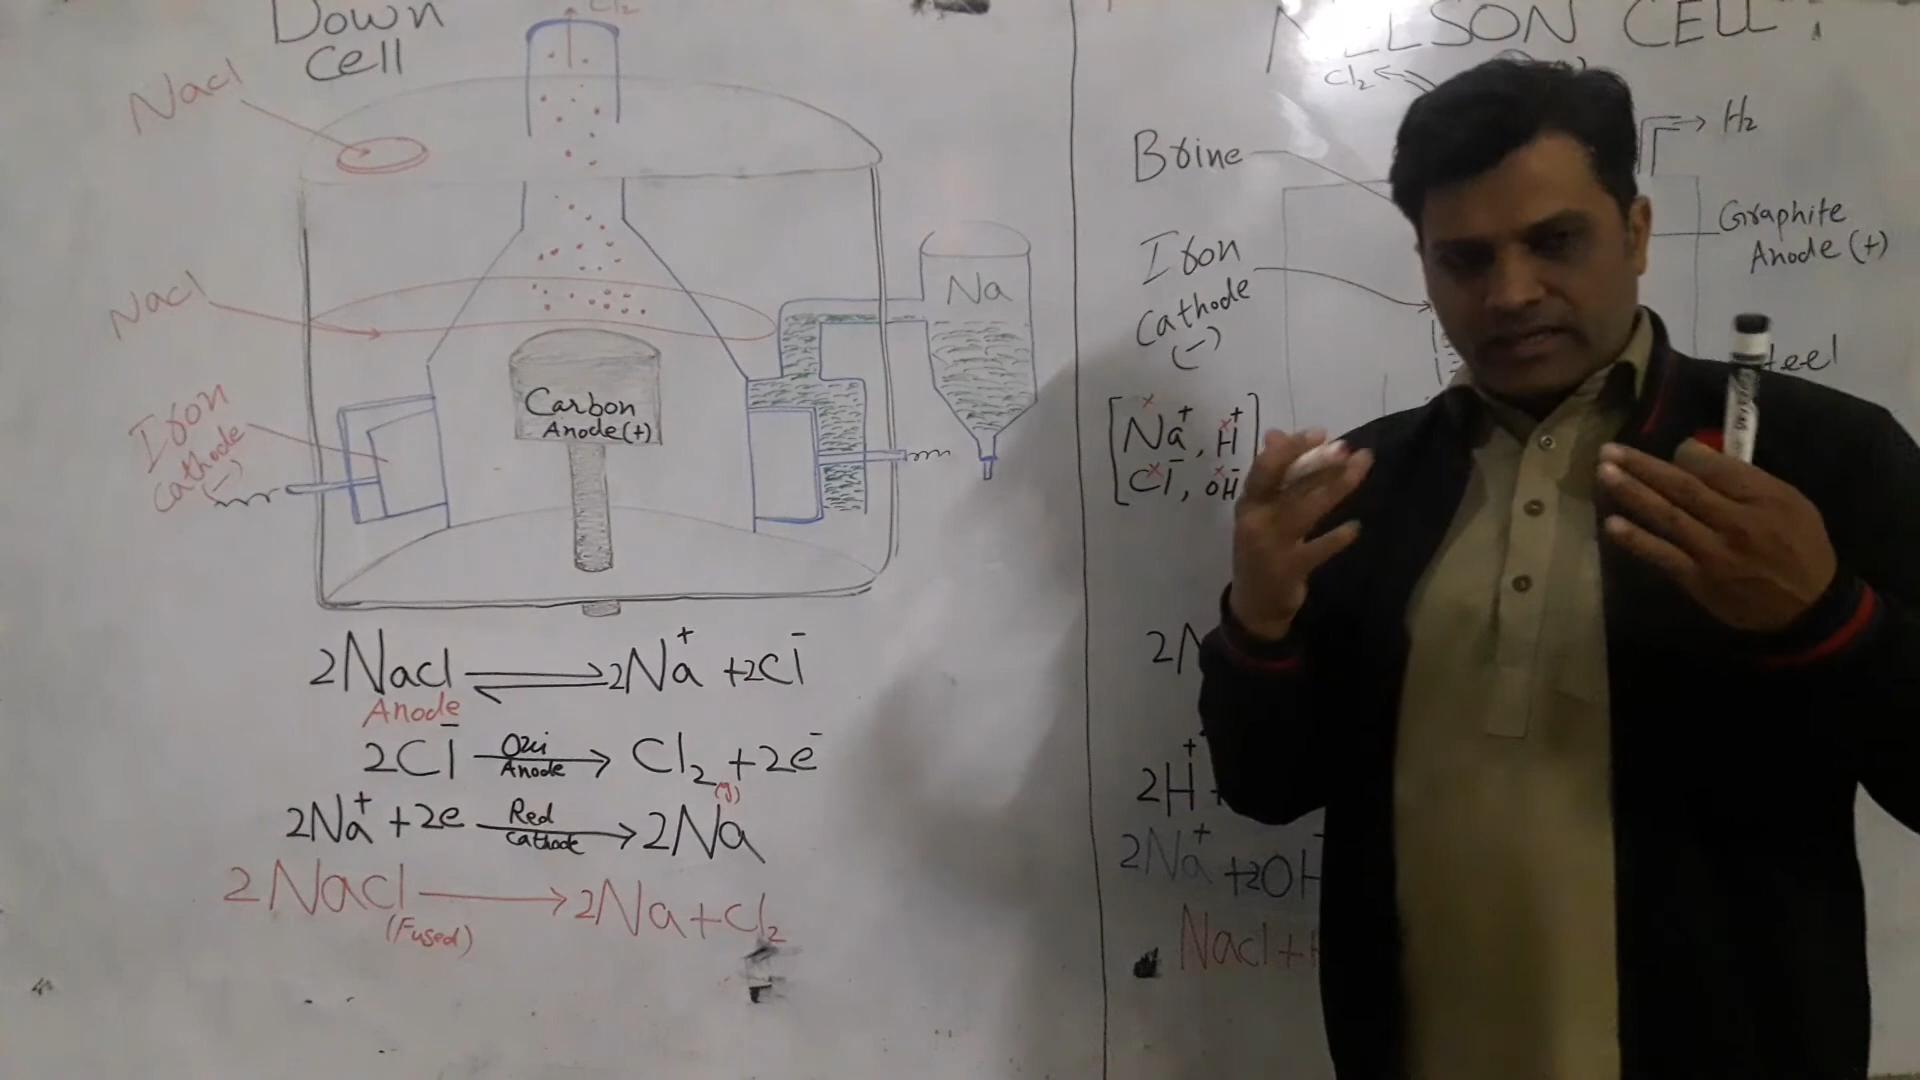 Down
Cell
Cl2
Nacl
Nacl
Iron
Cathode
(-)
Carbon
Anode(+)
Na
2Nacl ⇌ 2Na+ +2Cl-
Anode
2Cl- Oxi Anode → Cl2 (g) +2e-
2Na+ +2e Red Cathode → 2Na
2Nacl (Fused) → 2Na+Cl2
NELSON CELL
Cl2
H2
Brine
Graphite
Anode (+)
Iron
Cathode
(-)
[Na+, H+
Cl-, OH-
2N
2H+
2Na+ +2OH
Nacl+H